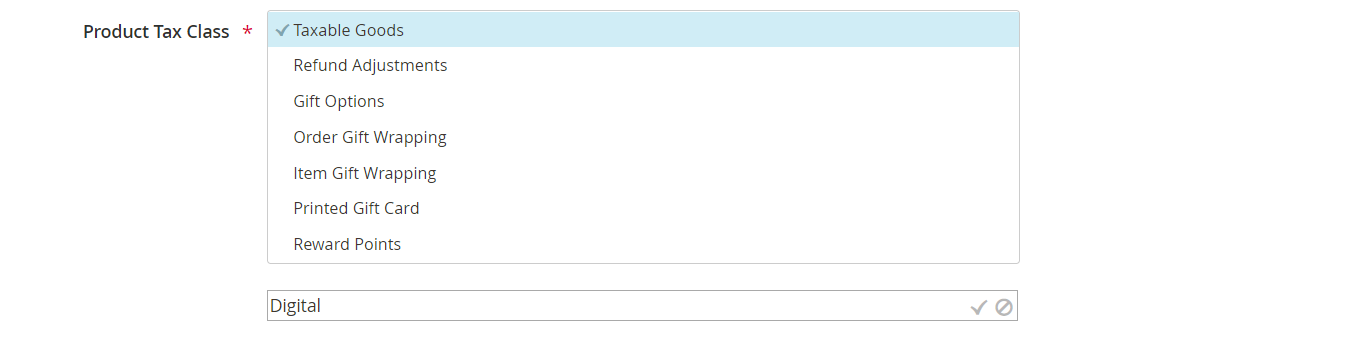 Product Tax Class *
Taxable Goods
Refund Adjustments
Gift Options
Order Gift Wrapping
Item Gift Wrapping
Printed Gift Card
Reward Points
Digital